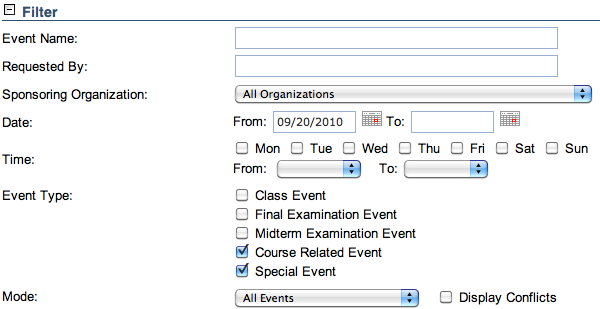 Filter
Event Name:
Requested By:
Sponsoring Organization: All Organizations
Date: From: 09/20/2010 To:
Time: Mon Tue Wed Thu Fri Sat Sun
From: To:
Event Type: Class Event
Final Examination Event
Midterm Examination Event
Course Related Event
Special Event
Mode: All Events Display Conflicts